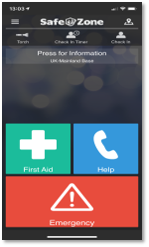 13:03
SafeZone
Torch Check In Timer Check In
Press for Information
UK Mainland Base
First Aid Help
Emergency